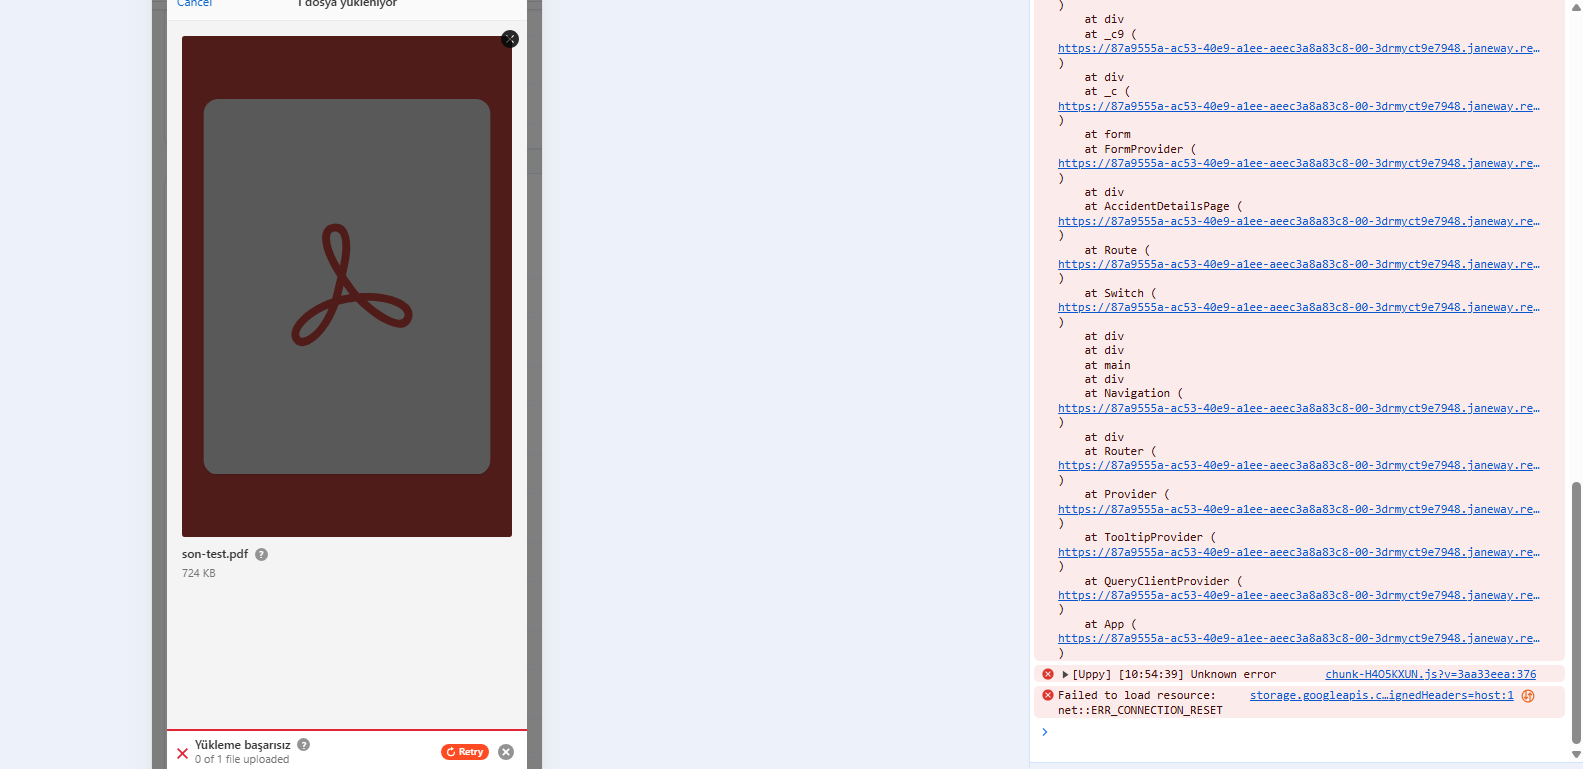 Cancel
1 dosya yükleniyor
son-test.pdf ?
724 KB
Yükleme başarısız ?
0 of 1 file uploaded
Retry
)
at div
at _c9 (
https://87a9555a-ac53-40e9-a1ee-aeec3a8a83c8-00-3drmyct9e7948.janeway.re…
)
at div
at _c (
https://87a9555a-ac53-40e9-a1ee-aeec3a8a83c8-00-3drmyct9e7948.janeway.re…
)
at form
at FormProvider (
https://87a9555a-ac53-40e9-a1ee-aeec3a8a83c8-00-3drmyct9e7948.janeway.re…
)
at div
at AccidentDetailsPage (
https://87a9555a-ac53-40e9-a1ee-aeec3a8a83c8-00-3drmyct9e7948.janeway.re…
)
at Route (
https://87a9555a-ac53-40e9-a1ee-aeec3a8a83c8-00-3drmyct9e7948.janeway.re…
)
at Switch (
https://87a9555a-ac53-40e9-a1ee-aeec3a8a83c8-00-3drmyct9e7948.janeway.re…
)
at div
at div
at main
at div
at Navigation (
https://87a9555a-ac53-40e9-a1ee-aeec3a8a83c8-00-3drmyct9e7948.janeway.re…
)
at div
at Router (
https://87a9555a-ac53-40e9-a1ee-aeec3a8a83c8-00-3drmyct9e7948.janeway.re…
)
at Provider (
https://87a9555a-ac53-40e9-a1ee-aeec3a8a83c8-00-3drmyct9e7948.janeway.re…
)
at TooltipProvider (
https://87a9555a-ac53-40e9-a1ee-aeec3a8a83c8-00-3drmyct9e7948.janeway.re…
)
at QueryClientProvider (
https://87a9555a-ac53-40e9-a1ee-aeec3a8a83c8-00-3drmyct9e7948.janeway.re…
)
at App (
https://87a9555a-ac53-40e9-a1ee-aeec3a8a83c8-00-3drmyct9e7948.janeway.re…
)
[Uppy] [10:54:39] Unknown error chunk-H4O5KXUN.js?v=3aa33eea:376
Failed to load resource: storage.googleapis.c…ignedHeaders=host:1
net::ERR_CONNECTION_RESET